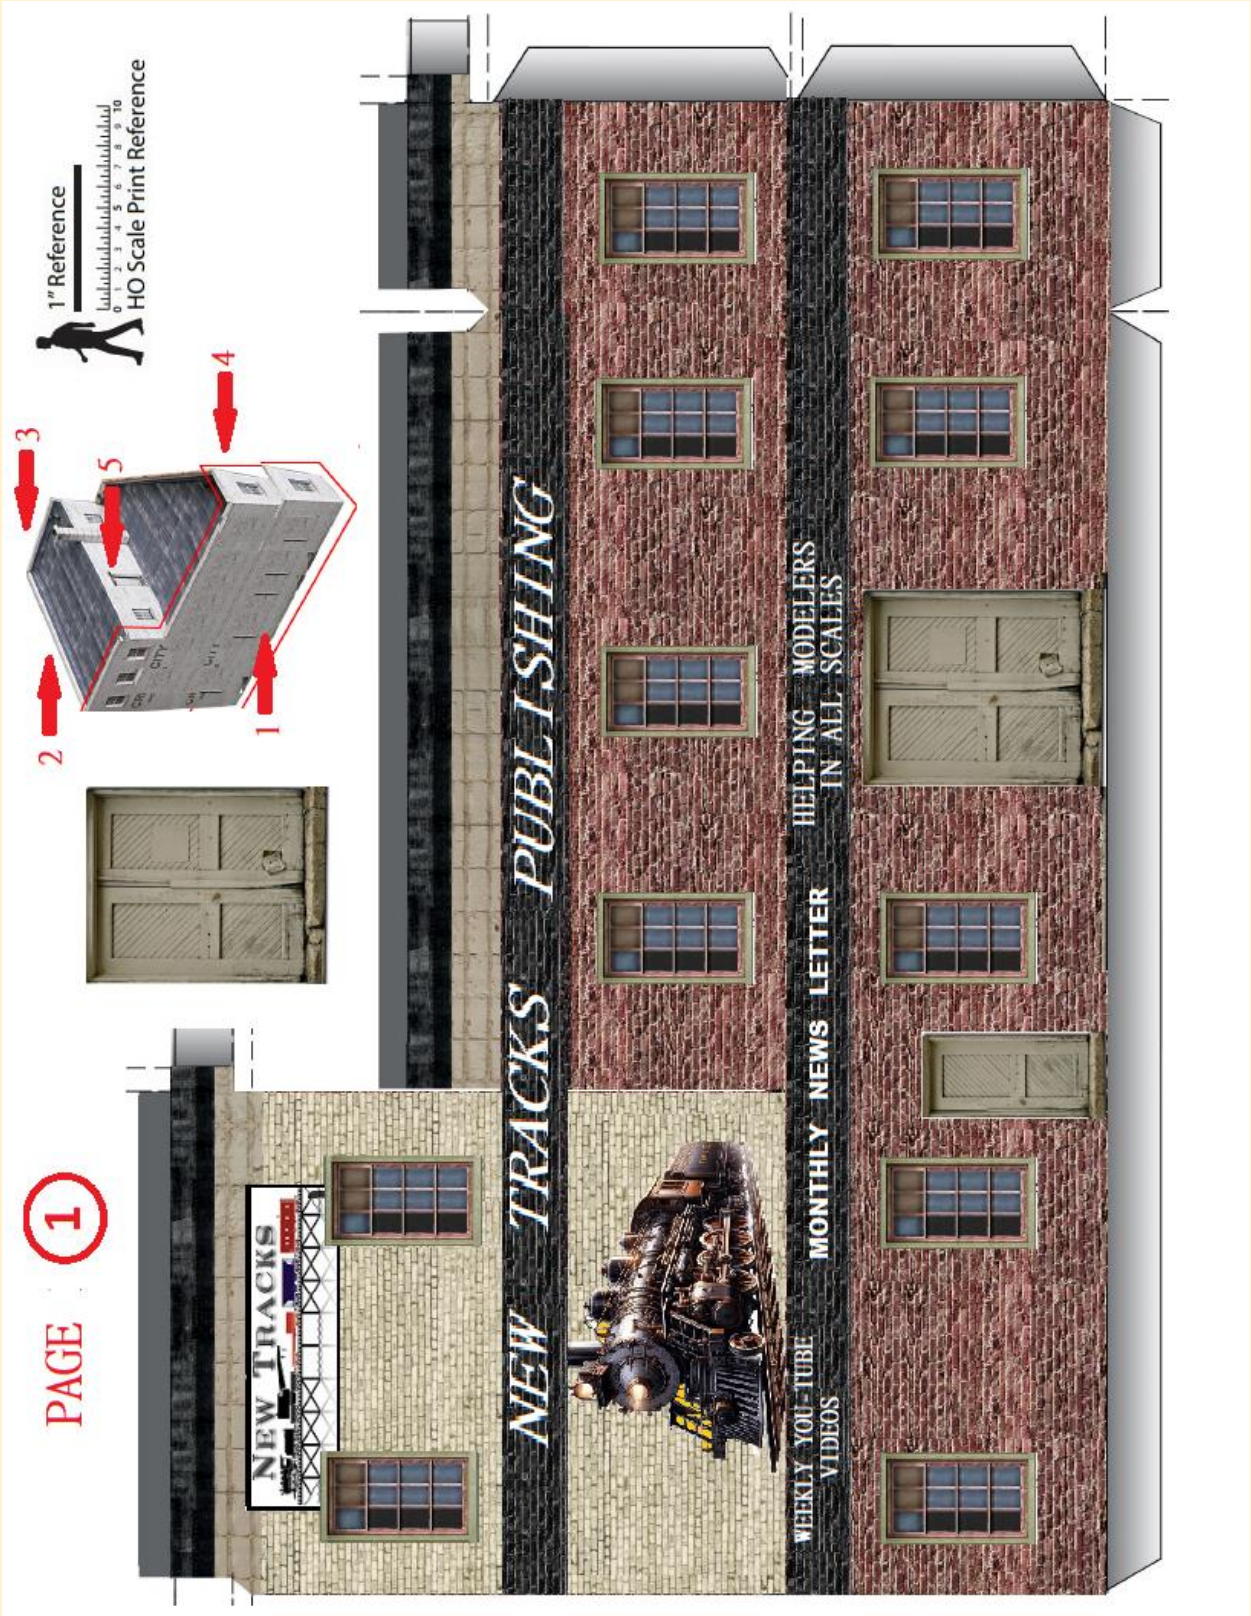 PAGE 1
1" Reference
0 1 2 3 4 5 6 7 8 9 10
HO Scale Print Reference
2
3
5
4
1
CITY
NEW TRACKS
NEW TRACKS PUBLISHING
WEEKLY YOU-TUBE
VIDEOS
MONTHLY NEWS LETTER
HELPING MODELERS
IN ALL SCALES